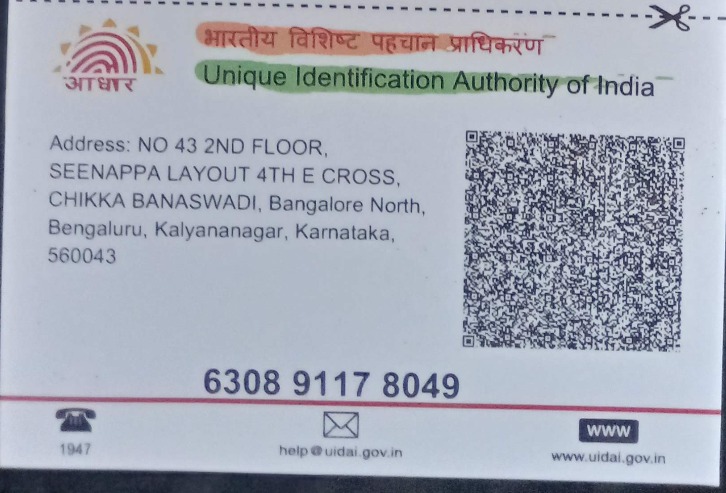 आधार
भारतीय विशिष्ट पहचान प्राधिकरण
Unique Identification Authority of India
Address: NO 43 2ND FLOOR,
SEENAPPA LAYOUT 4TH E CROSS,
CHIKKA BANASWADI, Bangalore North,
Bengaluru, Kalyananagar, Karnataka,
560043
6308 9117 8049
1947
help@uidai.gov.in
WWW
www.uidai.gov.in